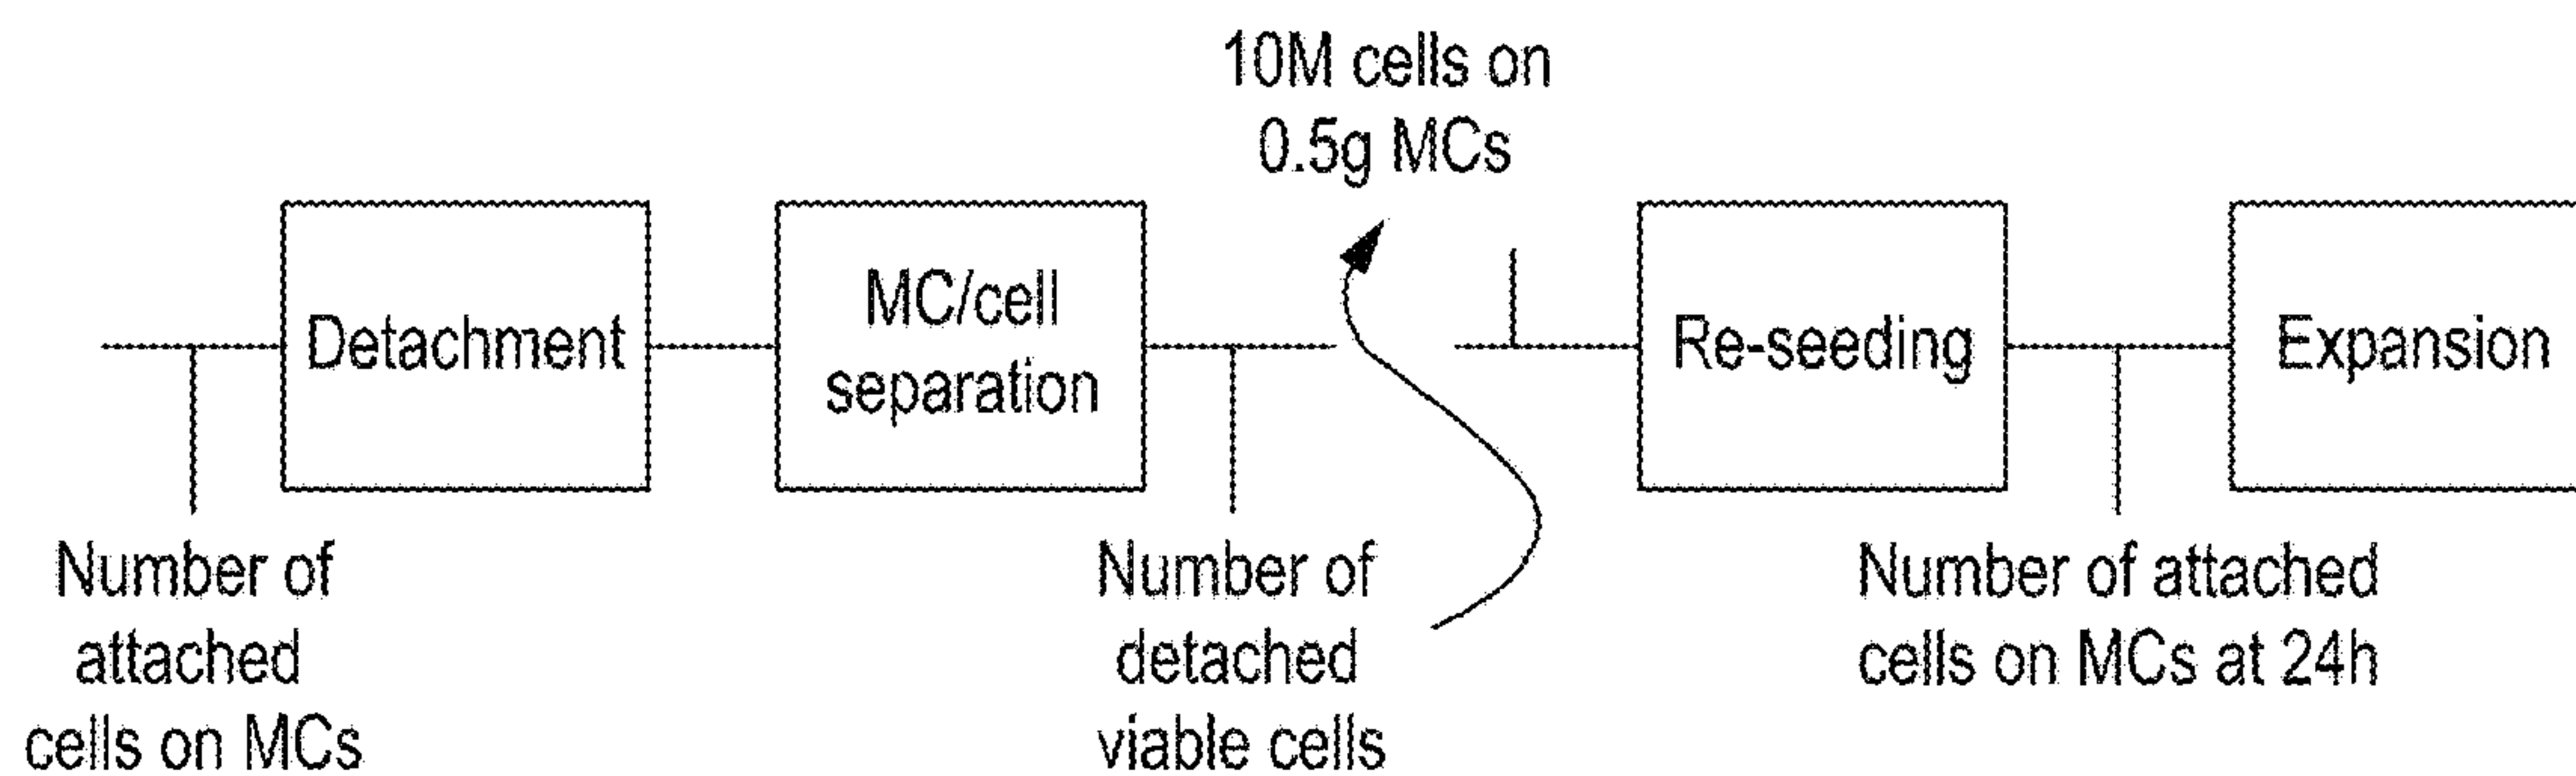 10M cells on
0.5g MCs
Detachment
MC/cell
separation
Re-seeding
Expansion
Number of
attached
cells on MCs
Number of
detached
viable cells
Number of attached
cells on MCs at 24h